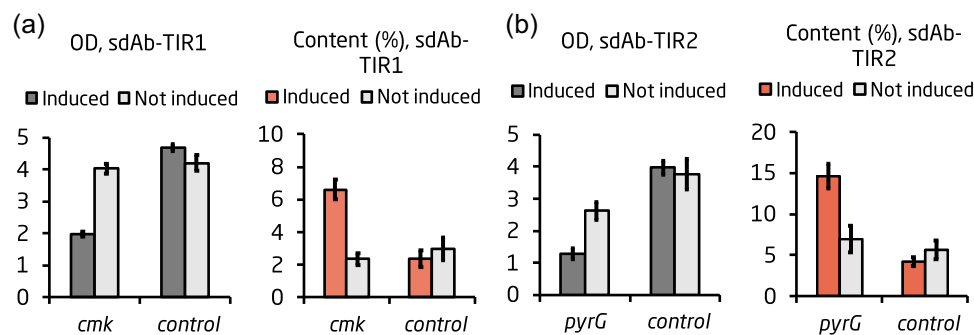 (a)
OD, sdAb-TIR1
Induced Not induced
5
4
3
2
1
0
cmk control
Content (%), sdAb-
TIR1
Induced Not induced
10
8
6
4
2
0
cmk control
(b)
OD, sdAb-TIR2
Induced Not induced
5
4
3
2
1
0
pyrG control
Content (%), sdAb-
TIR2
Induced Not induced
20
15
10
5
0
pyrG control